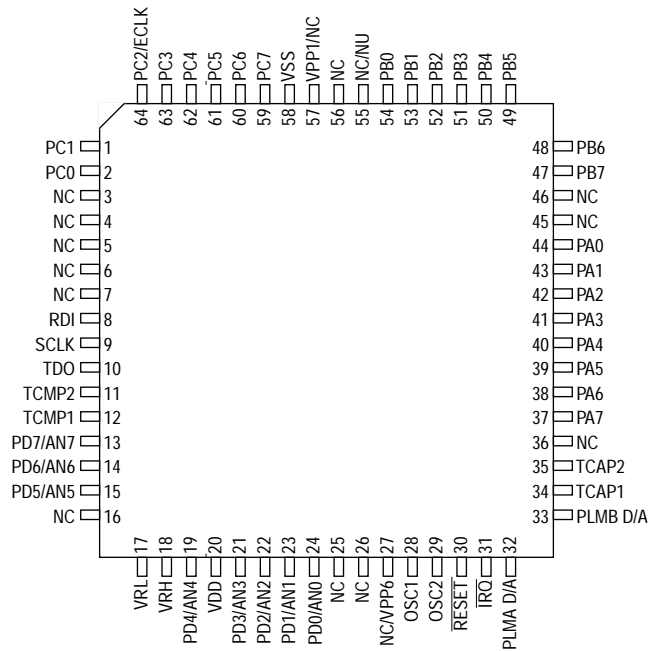 PC2/ECLK
PC3
PC4
PC5
PC6
PC7
VSS
VPP1/NC
NC
NC/NU
PB0
PB1
PB2
PB3
PB4
PB5
64
63
62
61
60
59
58
57
56
55
54
53
52
51
50
49
PC1 1
PC0 2
NC 3
NC 4
NC 5
NC 6
NC 7
RDI 8
SCLK 9
TDO 10
TCMP2 11
TCMP1 12
PD7/AN7 13
PD6/AN6 14
PD5/AN5 15
NC 16
48 PB6
47 PB7
46 NC
45 NC
44 PA0
43 PA1
42 PA2
41 PA3
40 PA4
39 PA5
38 PA6
37 PA7
36 NC
35 TCAP2
34 TCAP1
33 PLMB D/A
17
18
19
20
21
22
23
24
25
26
27
28
29
30
31
32
VRL
VRH
PD4/AN4
VDD
PD3/AN3
PD2/AN2
PD1/AN1
PD0/AN0
NC
NC
NC/VPP6
OSC1
OSC2
RESET
IRQ
PLMA D/A